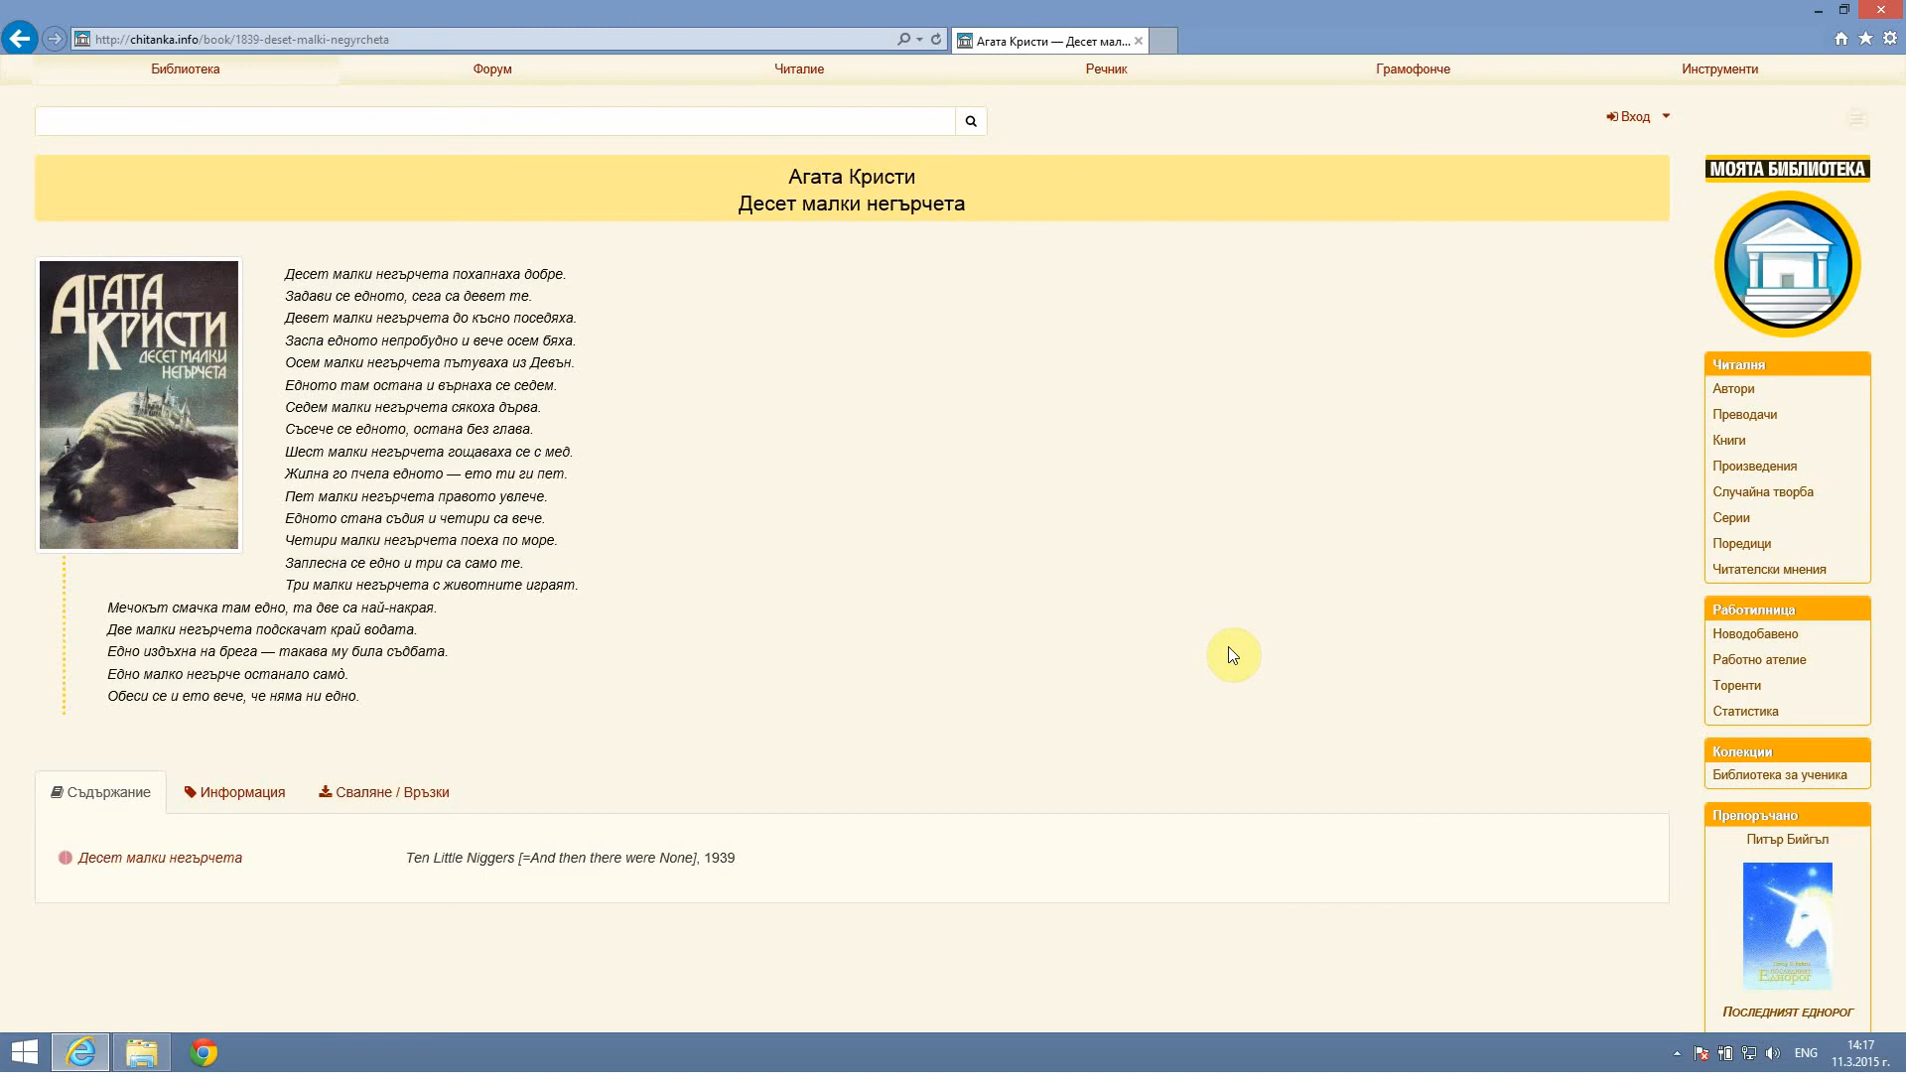 http://chitanka.info/book/1839-deset-malki-negyrcheta
Агата Кристи — Десет мал...
Библиотека
Форум
Читалие
Речник
Грамофонче
Инструменти
Вход
Агата Кристи
Десет малки негърчета
МОЯТА БИБЛИОТЕКА
АГАТА
КРИСТИ
ДЕСЕТ МАЛКИ
НЕГЪРЧЕТА
Десет малки негърчета похапнаха добре.
Задави се едното, сега са девет те.
Девет малки негърчета до късно поседяха.
Заспа едното непробудно и вече осем бяха.
Осем малки негърчета пътуваха из Девън.
Едното там остана и върнаха се седем.
Седем малки негърчета сякоха дърва.
Съсече се едното, остана без глава.
Шест малки негърчета гощаваха се с мед.
Жилна го пчела едното — ето ти ги пет.
Пет малки негърчета правото увлече.
Едното стана съдия и четири са вече.
Четири малки негърчета поеха по море.
Заплесна се едно и три са само те.
Три малки негърчета с животните играят.
Мечокът смачка там едно, та две са най-накрая.
Две малки негърчета подскачат край водата.
Едно издъхна на брега — такава му била съдбата.
Едно малко негърче останало само̀.
Обеси се и ето вече, че няма ни едно.
Читалня
Автори
Преводачи
Книги
Произведения
Случайна творба
Серии
Поредици
Читателски мнения
Работилница
Новодобавено
Работно ателие
Торенти
Статистика
Колекции
Библиотека за ученика
Препоръчано
Питър Бийгъл
ЕДНОРОГ
Последният еднорог
Съдържание
Информация
Сваляне / Връзки
Десет малки негърчета
Ten Little Niggers [=And then there were None], 1939
ENG
14:17
11.3.2015 г.